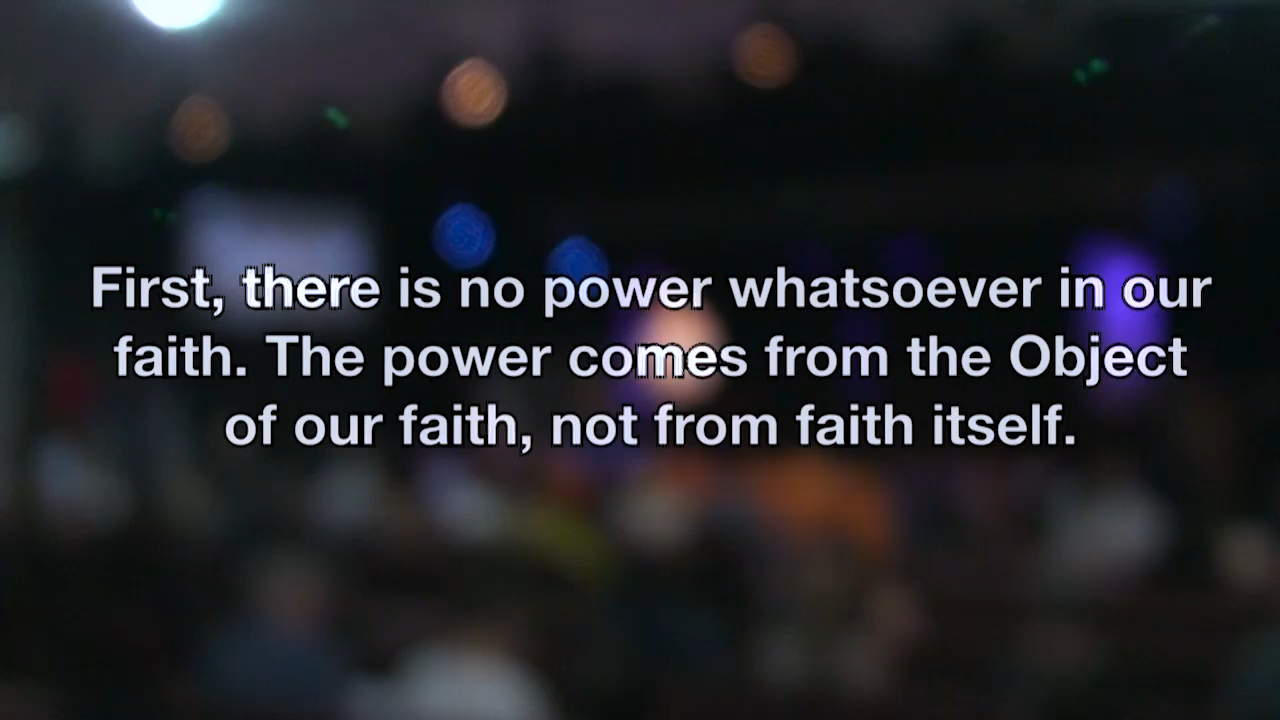 First, there is no power whatsoever in our
faith. The power comes from the Object
of our faith, not from faith itself.